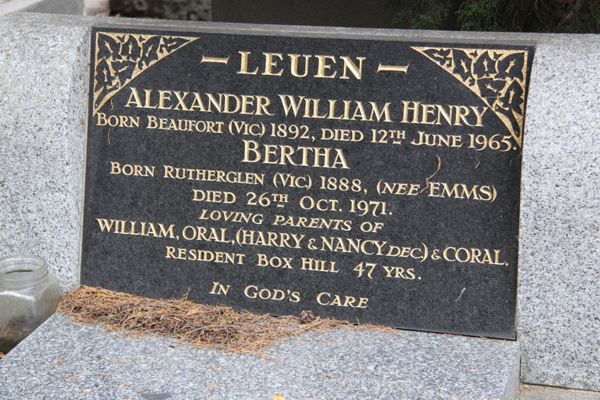 — LEUEN —
ALEXANDER WILLIAM HENRY
BORN BEAUFORT (VIC) 1892, DIED 12TH JUNE 1965.
BERTHA
BORN RUTHERGLEN (VIC) 1888, (NEE EMMS)
DIED 26TH OCT. 1971.
LOVING PARENTS OF
WILLIAM, ORAL, (HARRY & NANCY DEC) & CORAL.
RESIDENT BOX HILL 47 YRS.
IN GOD'S CARE